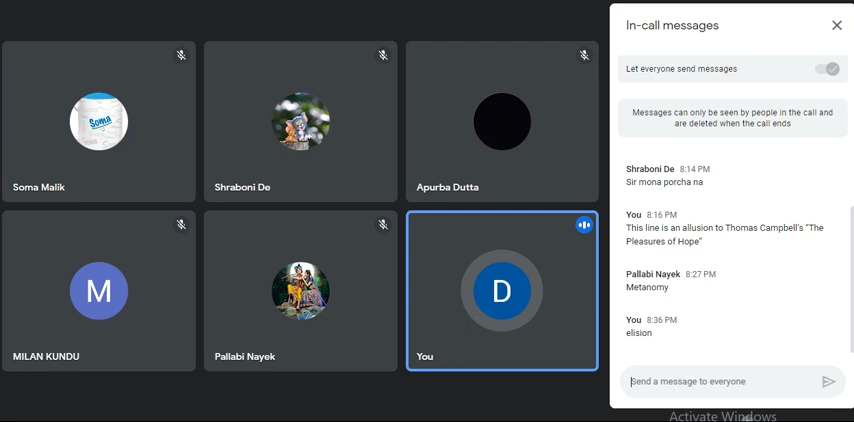 In-call messages
Let everyone send messages
Messages can only be seen by people in the call and
are deleted when the call ends
Soma
Soma Malik
Shraboni De
Apurba Dutta
Shraboni De 8:14 PM
Sir mona porcha na
You 8:16 PM
This line is an allusion to Thomas Campbell's "The
Pleasures of Hope"
Pallabi Nayek 8:27 PM
Metanomy
You 8:36 PM
elision
M
D
MILAN KUNDU
Pallabi Nayek
You
Send a message to everyone
Activate Windows